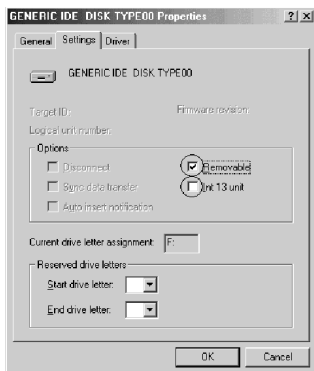 GENERIC IDE DISK TYPE00 Properties
General Settings Driver
GENERIC IDE DISK TYPE00
Target ID: Firmware revision:
Logical unit number:
Options
Disconnect Removable
Sync data transfer Int 13 unit
Auto insert notification
Current drive letter assignment: F:
Reserved drive letters
Start drive letter:
End drive letter:
OK Cancel